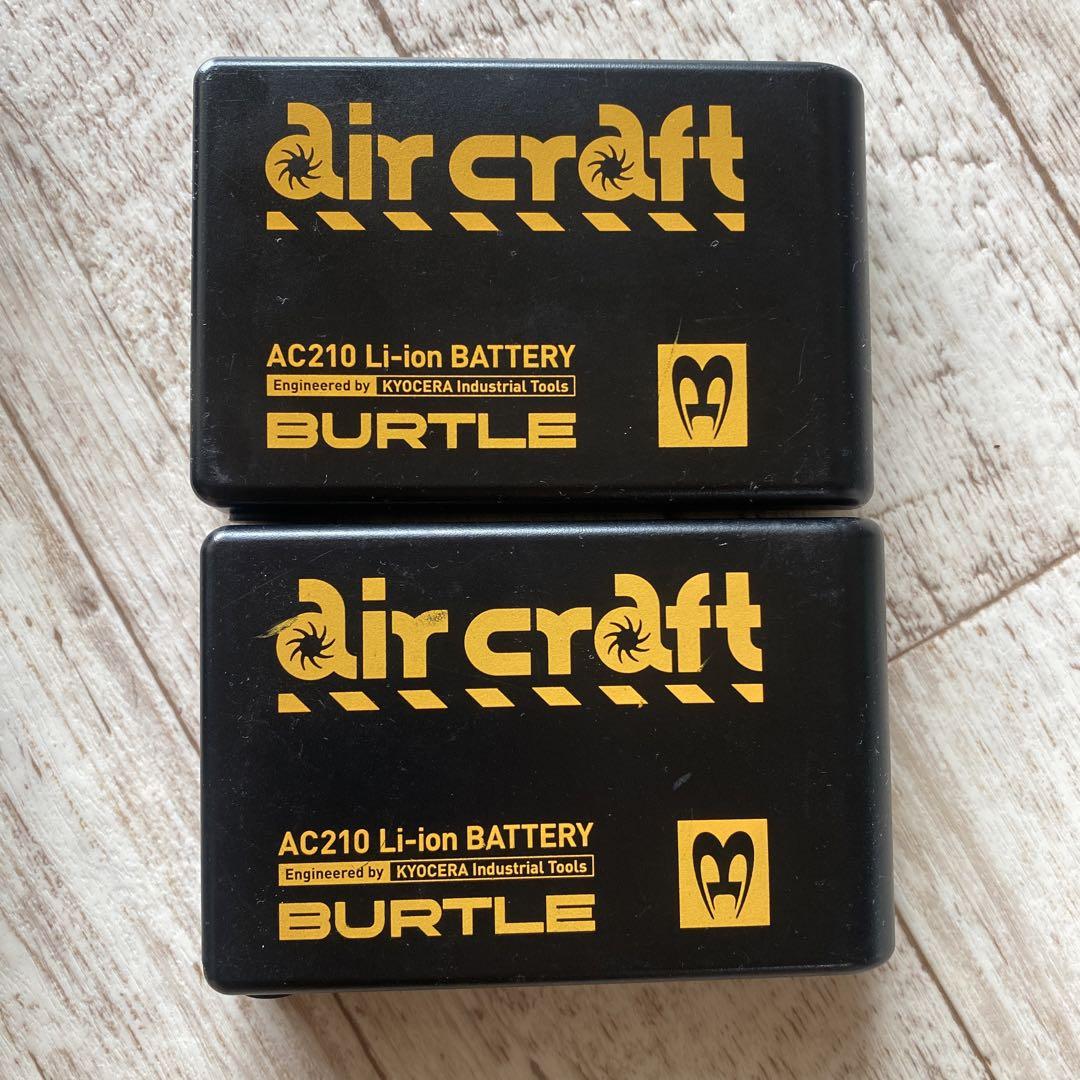 air craft
AC210 Li-ion BATTERY
Engineered by KYOCERA Industrial Tools
BURTLE
air craft
AC210 Li-ion BATTERY
Engineered by KYOCERA Industrial Tools
BURTLE